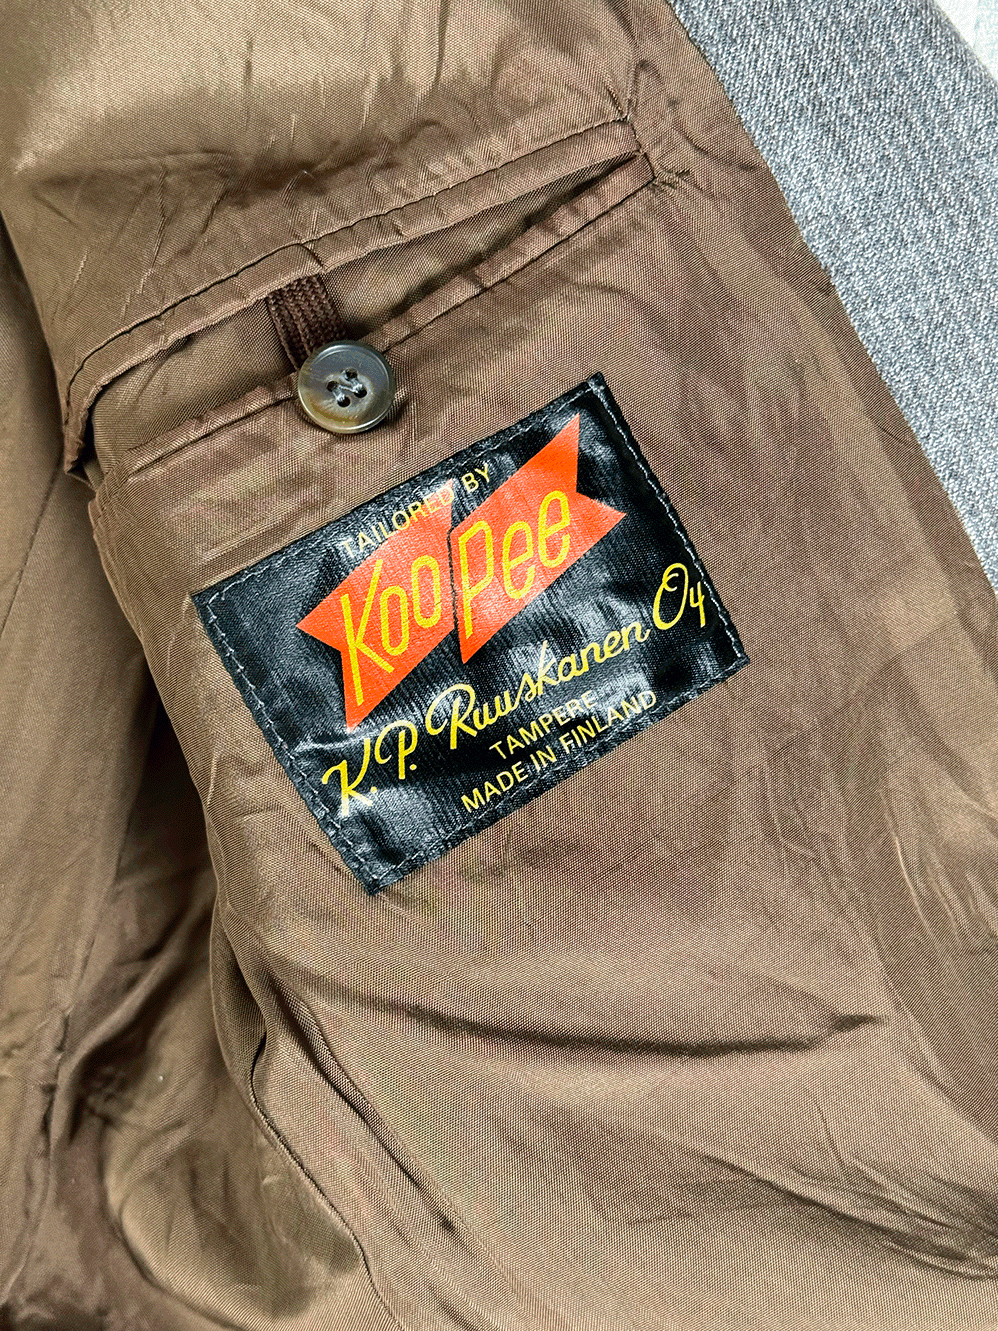 TAILORED BY
Koo Pee
K.P. Ruuskanen Oy
TAMPERE
MADE IN FINLAND